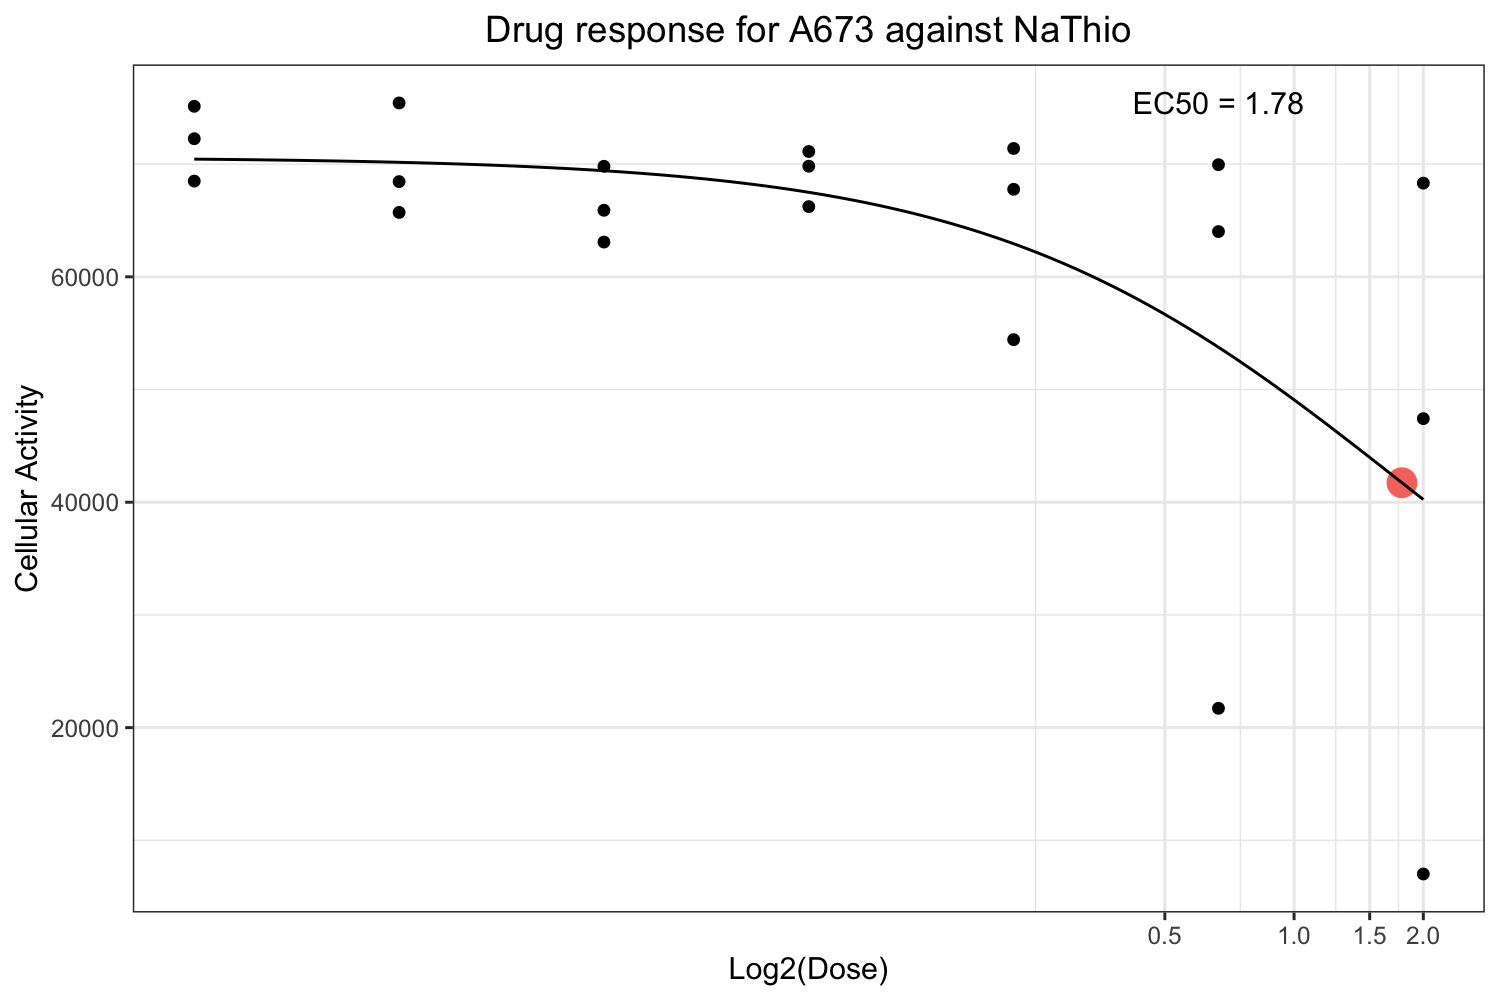 Drug response for A673 against NaThio
EC50 = 1.78
Cellular Activity
60000
40000
20000
0.5 1.0 1.5 2.0
Log2(Dose)